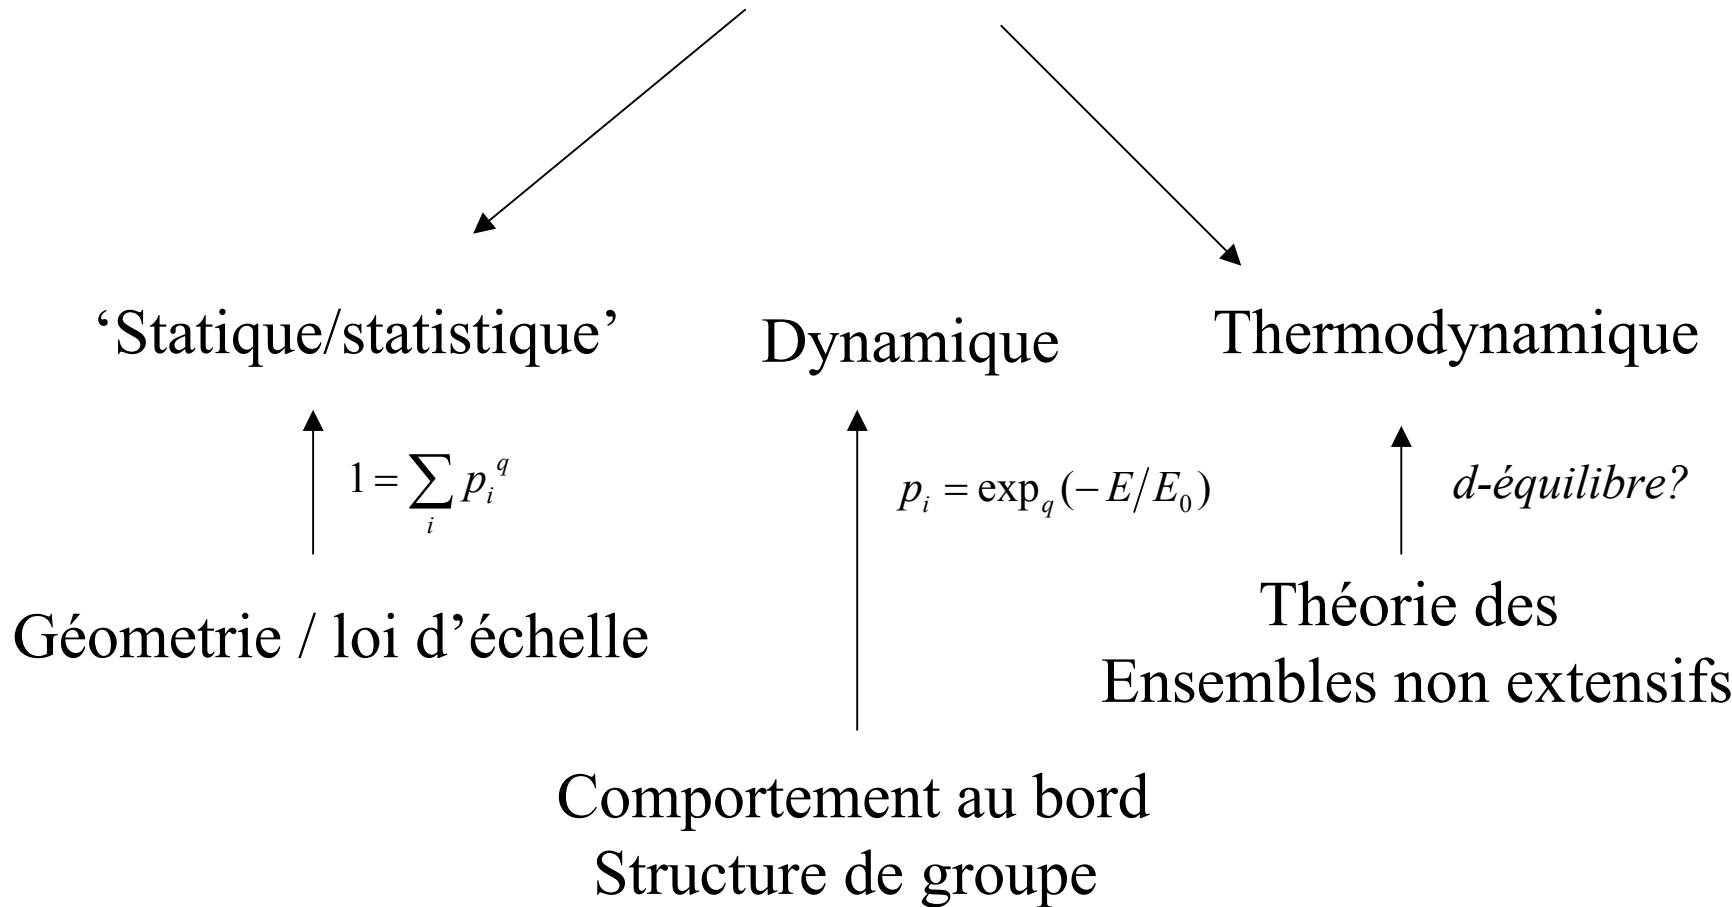 ‘Statique/statistique’
Dynamique
Thermodynamique
1 = ∑_i p_i^q
p_i = exp_q (− E/E_0)
d-équilibre?
Géometrie / loi d’échelle
Théorie des
Ensembles non extensifs
Comportement au bord
Structure de groupe